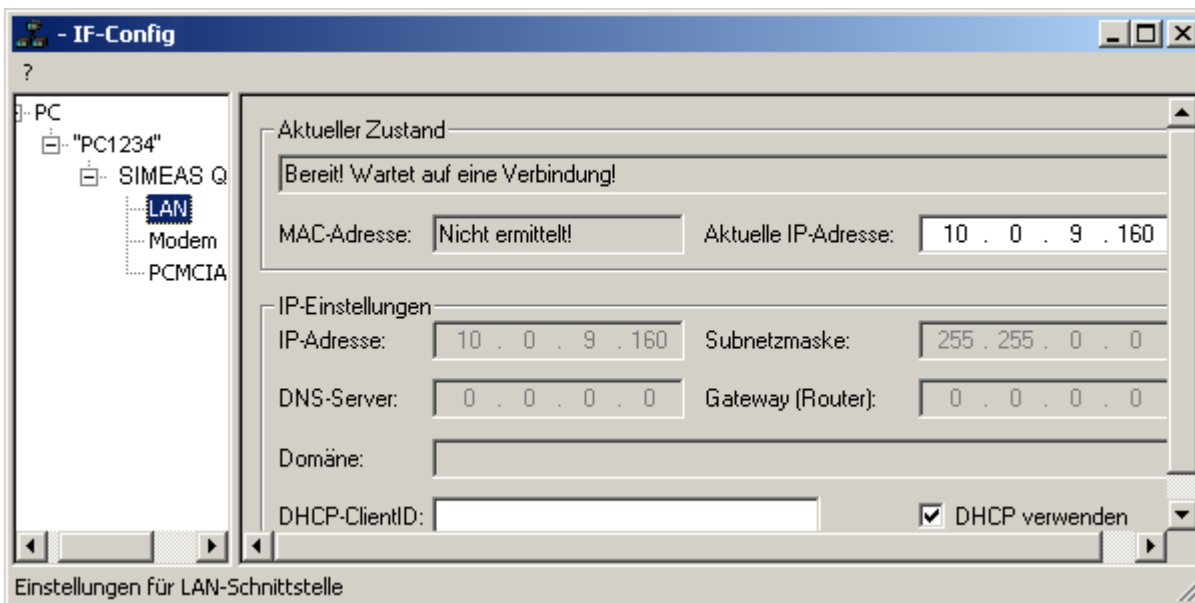 - IF-Config
?
PC
"PC1234"
SIMEAS Q
LAN
Modem
PCMCIA
Aktueller Zustand
Bereit! Wartet auf eine Verbindung!
MAC-Adresse: Nicht ermittelt! Aktuelle IP-Adresse: 10 . 0 . 9 . 160
IP-Einstellungen
IP-Adresse: 10 . 0 . 9 . 160 Subnetzmaske: 255 . 255 . 0 . 0
DNS-Server: 0 . 0 . 0 . 0 Gateway (Router): 0 . 0 . 0 . 0
Domäne:
DHCP-ClientID: DHCP verwenden
Einstellungen für LAN-Schnittstelle